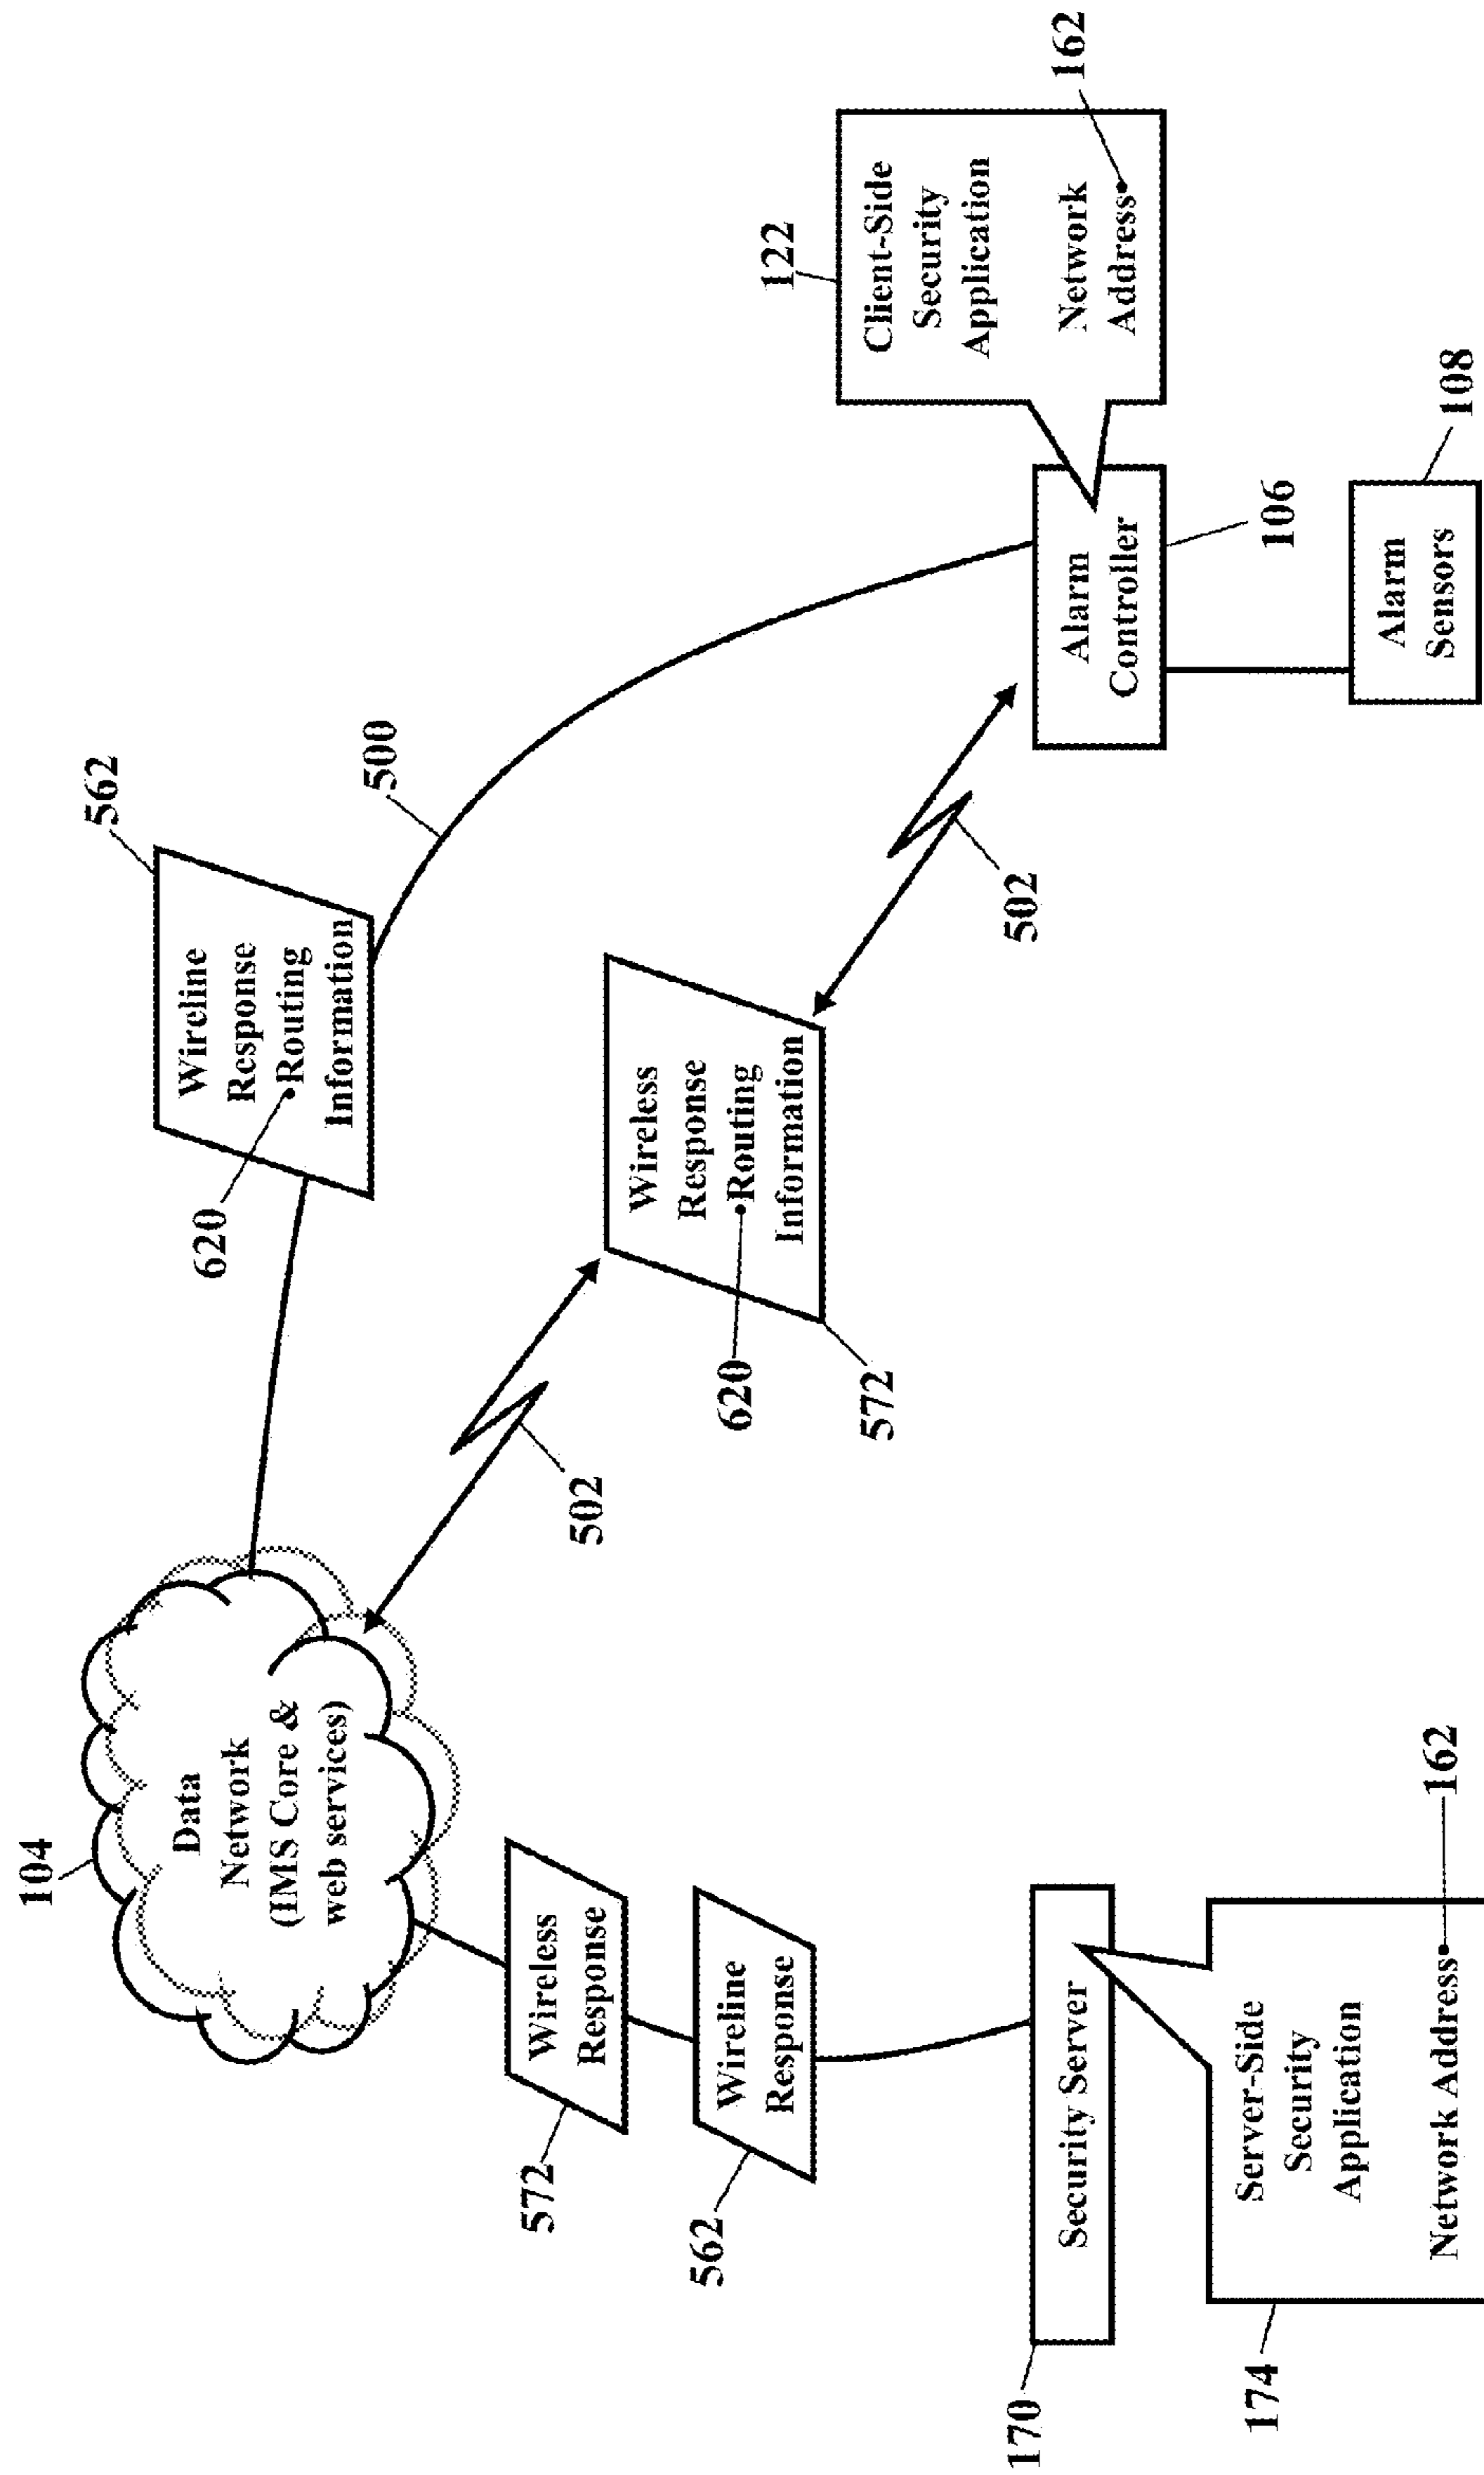 104
Data
Network
(IMS Core &
web services)
562
Wireline
Response
Routing
Information
620
500
Wireless
Response
Routing
Information
620
572
502
502
Wireless
Response
572
Wireline
Response
562
Security Server
170
Server-Side
Security
Application
Network Address
162
174
122
Client-Side
Security
Application
Network
Address
162
Alarm
Controller
106
Alarm
Sensors
108